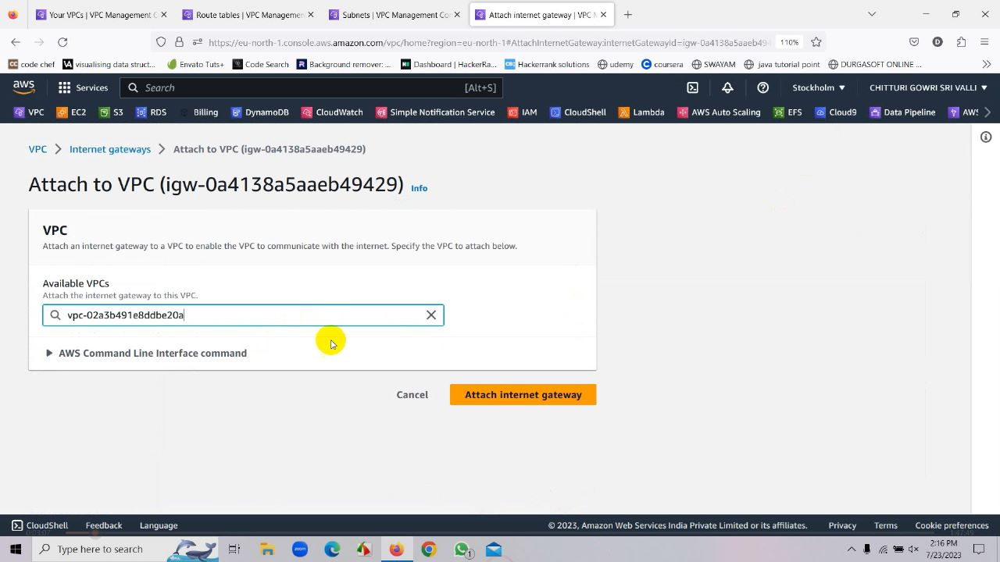 Your VPCs | VPC Management C
Route tables | VPC Managemen
Subnets | VPC Management Co
Attach internet gateway | VPC M
https://eu-north-1.console.aws.amazon.com/vpc/home?region=eu-north-1#AttachInternetGateway:internetGatewayId=igw-0a4138a5aaeb494
110%
code chef
visualising data struct...
Envato Tuts+
Code Search
Background remover: ...
Dashboard | HackerRa...
Hackerrank solutions
udemy
coursera
SWAYAM
java tutorial point
DURGASOFT ONLINE ...
aws
Services
Search
[Alt+S]
Stockholm
CHITTURI GOWRI SRI VALLI
VPC
EC2
S3
RDS
Billing
DynamoDB
CloudWatch
Simple Notification Service
IAM
CloudShell
Lambda
AWS Auto Scaling
EFS
Cloud9
Data Pipeline
AWS
VPC
Internet gateways
Attach to VPC (igw-0a4138a5aaeb49429)
Attach to VPC (igw-0a4138a5aaeb49429)
Info
VPC
Attach an internet gateway to a VPC to enable the VPC to communicate with the internet. Specify the VPC to attach below.
Available VPCs
Attach the internet gateway to this VPC.
vpc-02a3b491e8ddbe20a
AWS Command Line Interface command
Cancel
Attach internet gateway
CloudShell
Feedback
Language
© 2023, Amazon Web Services India Private Limited or its affiliates.
Privacy
Terms
Cookie preferences
Type here to search
2:16 PM
7/23/2023